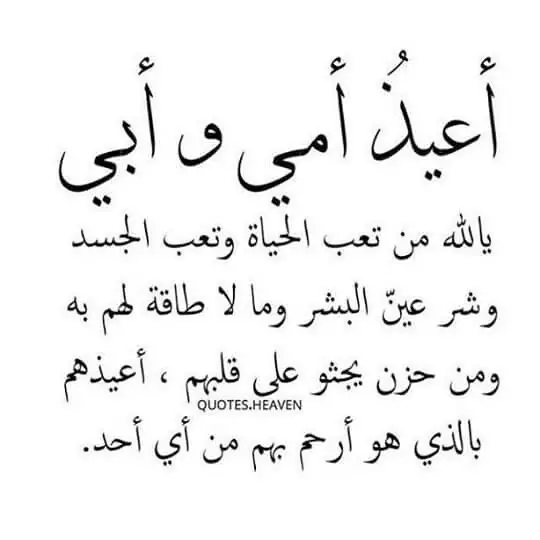 أعيذُ أمي و أبي
يالله من تعب الحياة وتعب الجسد
وشر عينّ البشر وما لا طاقة لهم به
ومن حزن يجثو على قلبهم ، أعيذهم
QUOTES.HEAVEN
بالذي هو أرحم بهم من أي أحد.